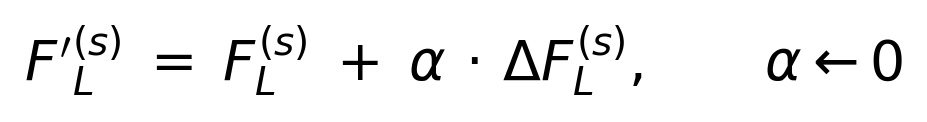 F′_L^(s) = F_L^(s) + α · ΔF_L^(s),    α ← 0